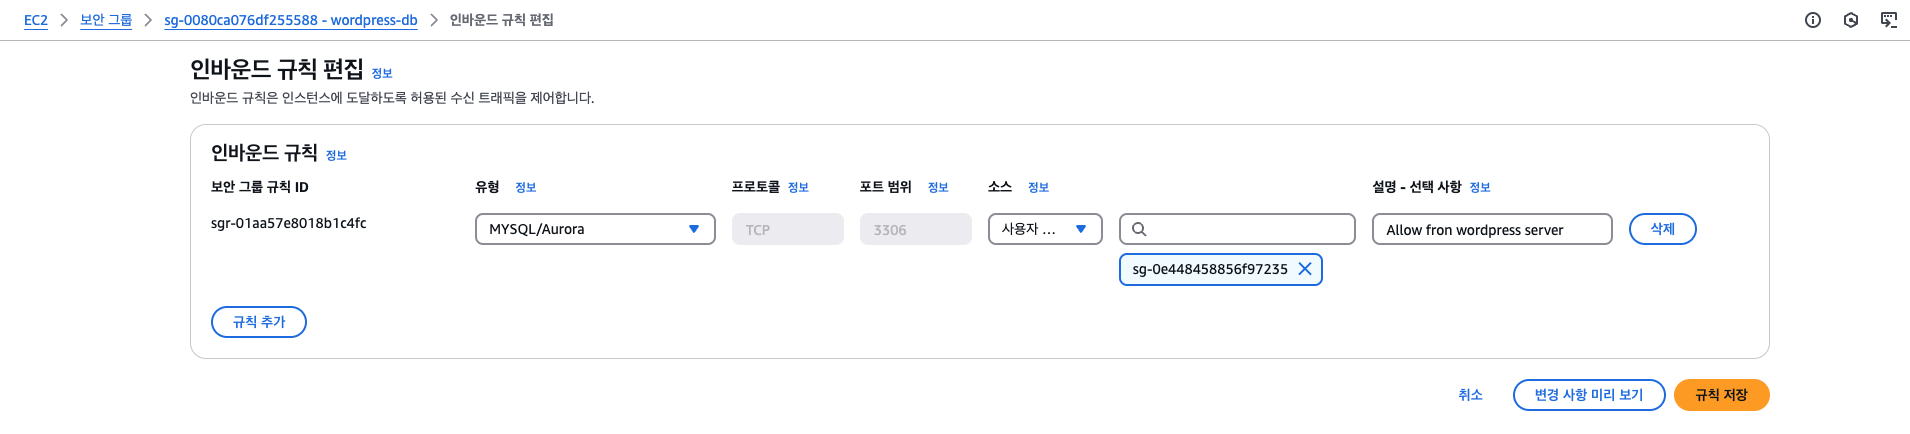 EC2 > 보안 그룹 > sg-0080ca076df255588 - wordpress-db > 인바운드 규칙 편집
인바운드 규칙 편집 정보
인바운드 규칙은 인스턴스에 도달하도록 허용된 수신 트래픽을 제어합니다.
인바운드 규칙 정보
보안 그룹 규칙 ID 유형 정보 프로토콜 정보 포트 범위 정보 소스 정보 설명 - 선택 사항 정보
sgr-01aa57e8018b1c4fc MYSQL/Aurora TCP 3306 사용자 ... Allow fron wordpress server 삭제
sg-0e448458856f97235
규칙 추가
취소 변경 사항 미리 보기 규칙 저장